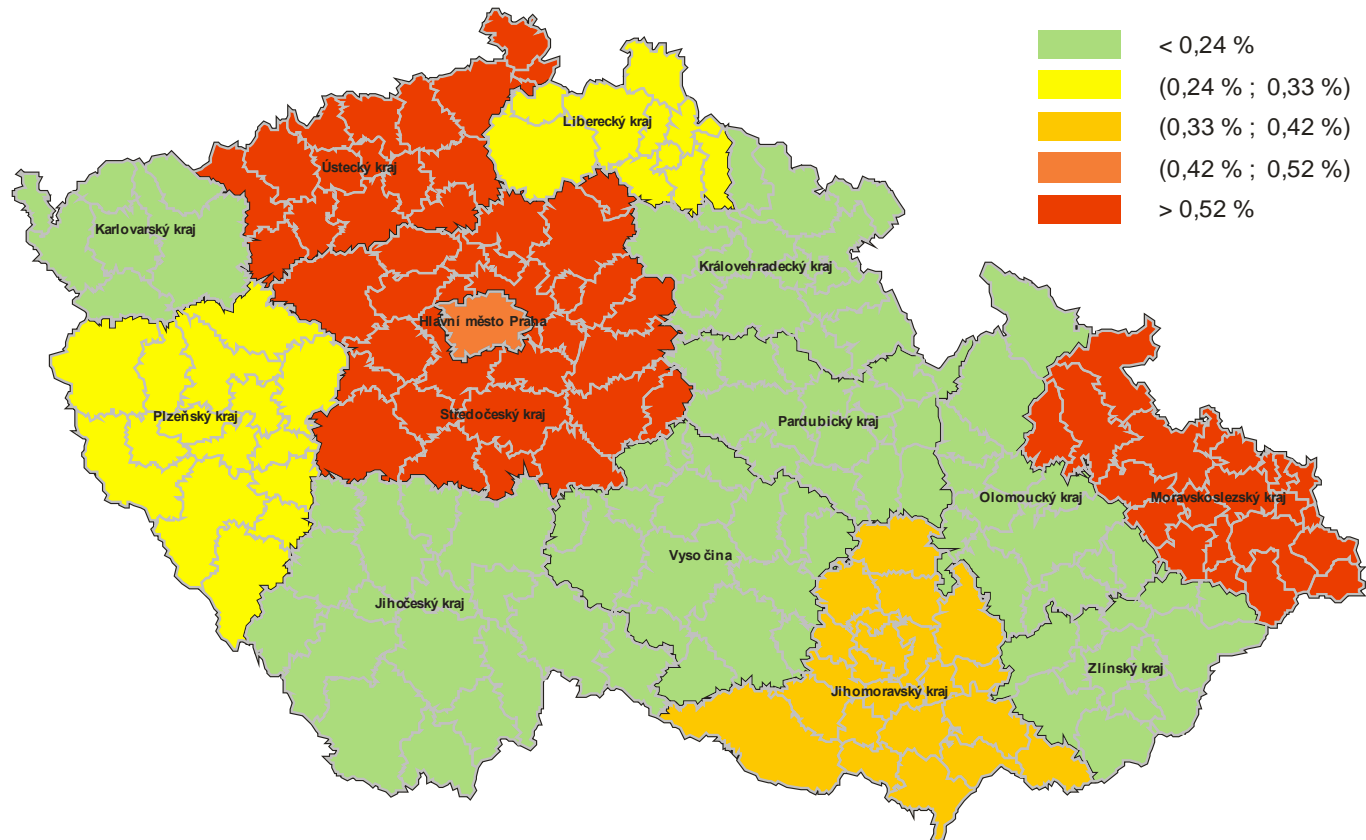 < 0,24 %
(0,24 % ; 0,33 %)
(0,33 % ; 0,42 %)
(0,42 % ; 0,52 %)
> 0,52 %
Liberecký kraj
Ústecký kraj
Karlovarský kraj
Královehradecký kraj
Hlavní město Praha
Plzeňský kraj
Středočeský kraj
Pardubický kraj
Olomoucký kraj
Moravskoslezský kraj
Vysočina
Jihočeský kraj
Zlínský kraj
Jihomoravský kraj